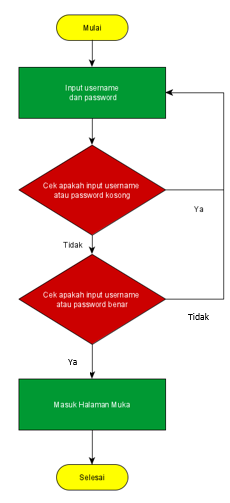 Mulai
Input username
dan password
Cek apakah input username
atau password kosong
Ya
Tidak
Cek apakah input username
atau password benar
Tidak
Ya
Masuk Halaman Muka
Selesai